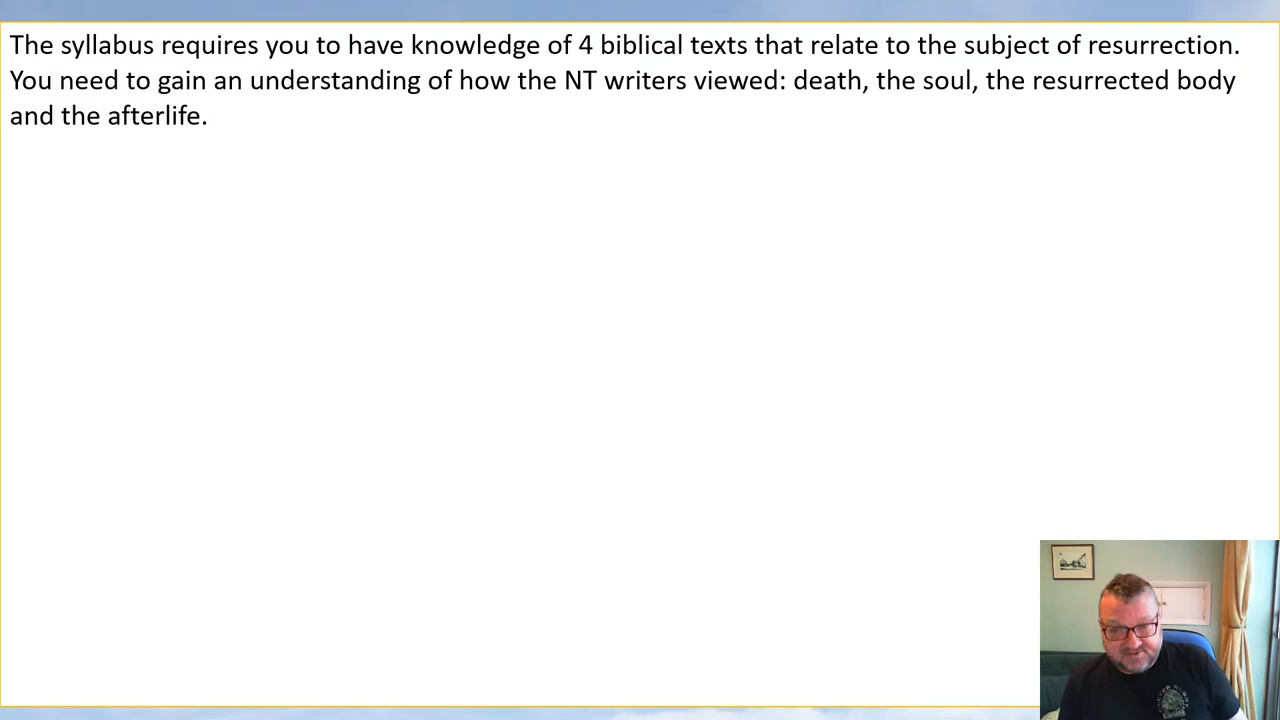 The syllabus requires you to have knowledge of 4 biblical texts that relate to the subject of resurrection.
You need to gain an understanding of how the NT writers viewed: death, the soul, the resurrected body
and the afterlife.